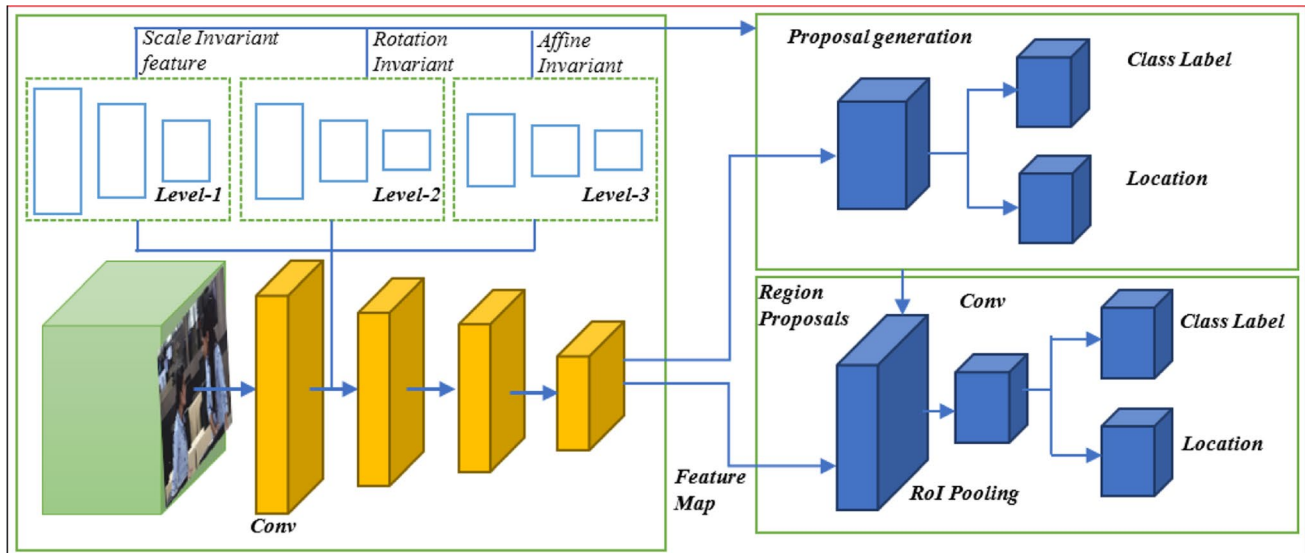 Scale Invariant
feature
Rotation
Invariant
Affine
Invariant
Level-1
Level-2
Level-3
Conv
Feature
Map
Proposal generation
Class Label
Location
Region
Proposals
Conv
Class Label
RoI Pooling
Location